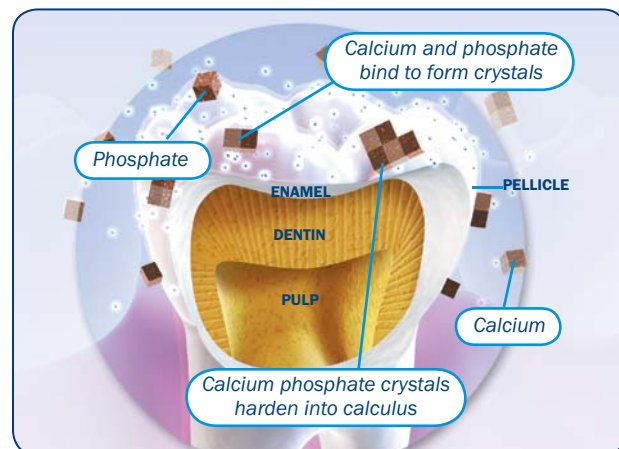 Calcium and phosphate
bind to form crystals
Phosphate
ENAMEL
PELLICLE
DENTIN
PULP
Calcium
Calcium phosphate crystals
harden into calculus